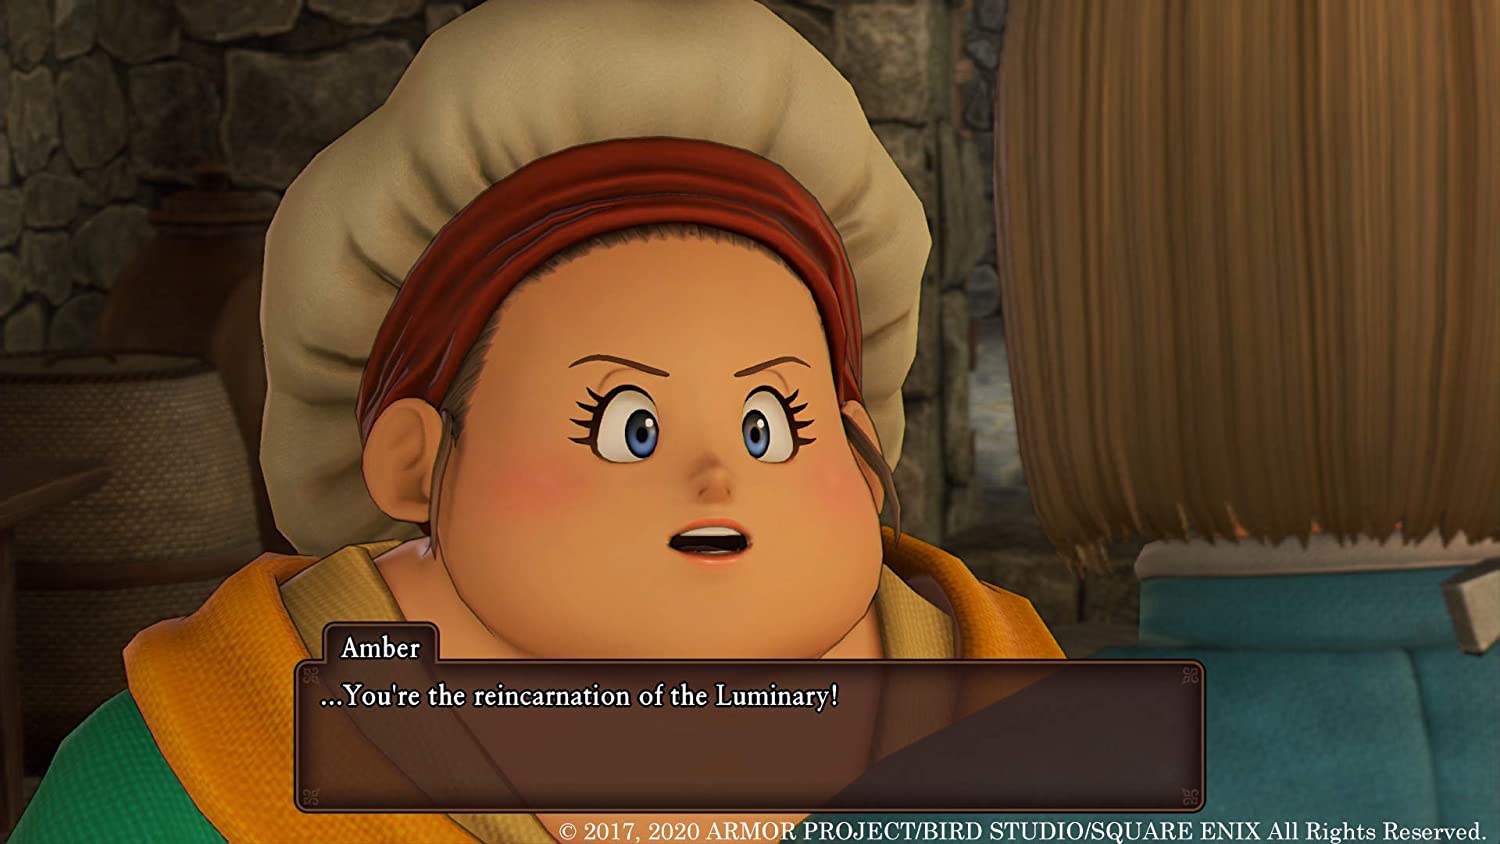 Amber
...You're the reincarnation of the Luminary!
© 2017, 2020 ARMOR PROJECT/BIRD STUDIO/SQUARE ENIX All Rights Reserved.